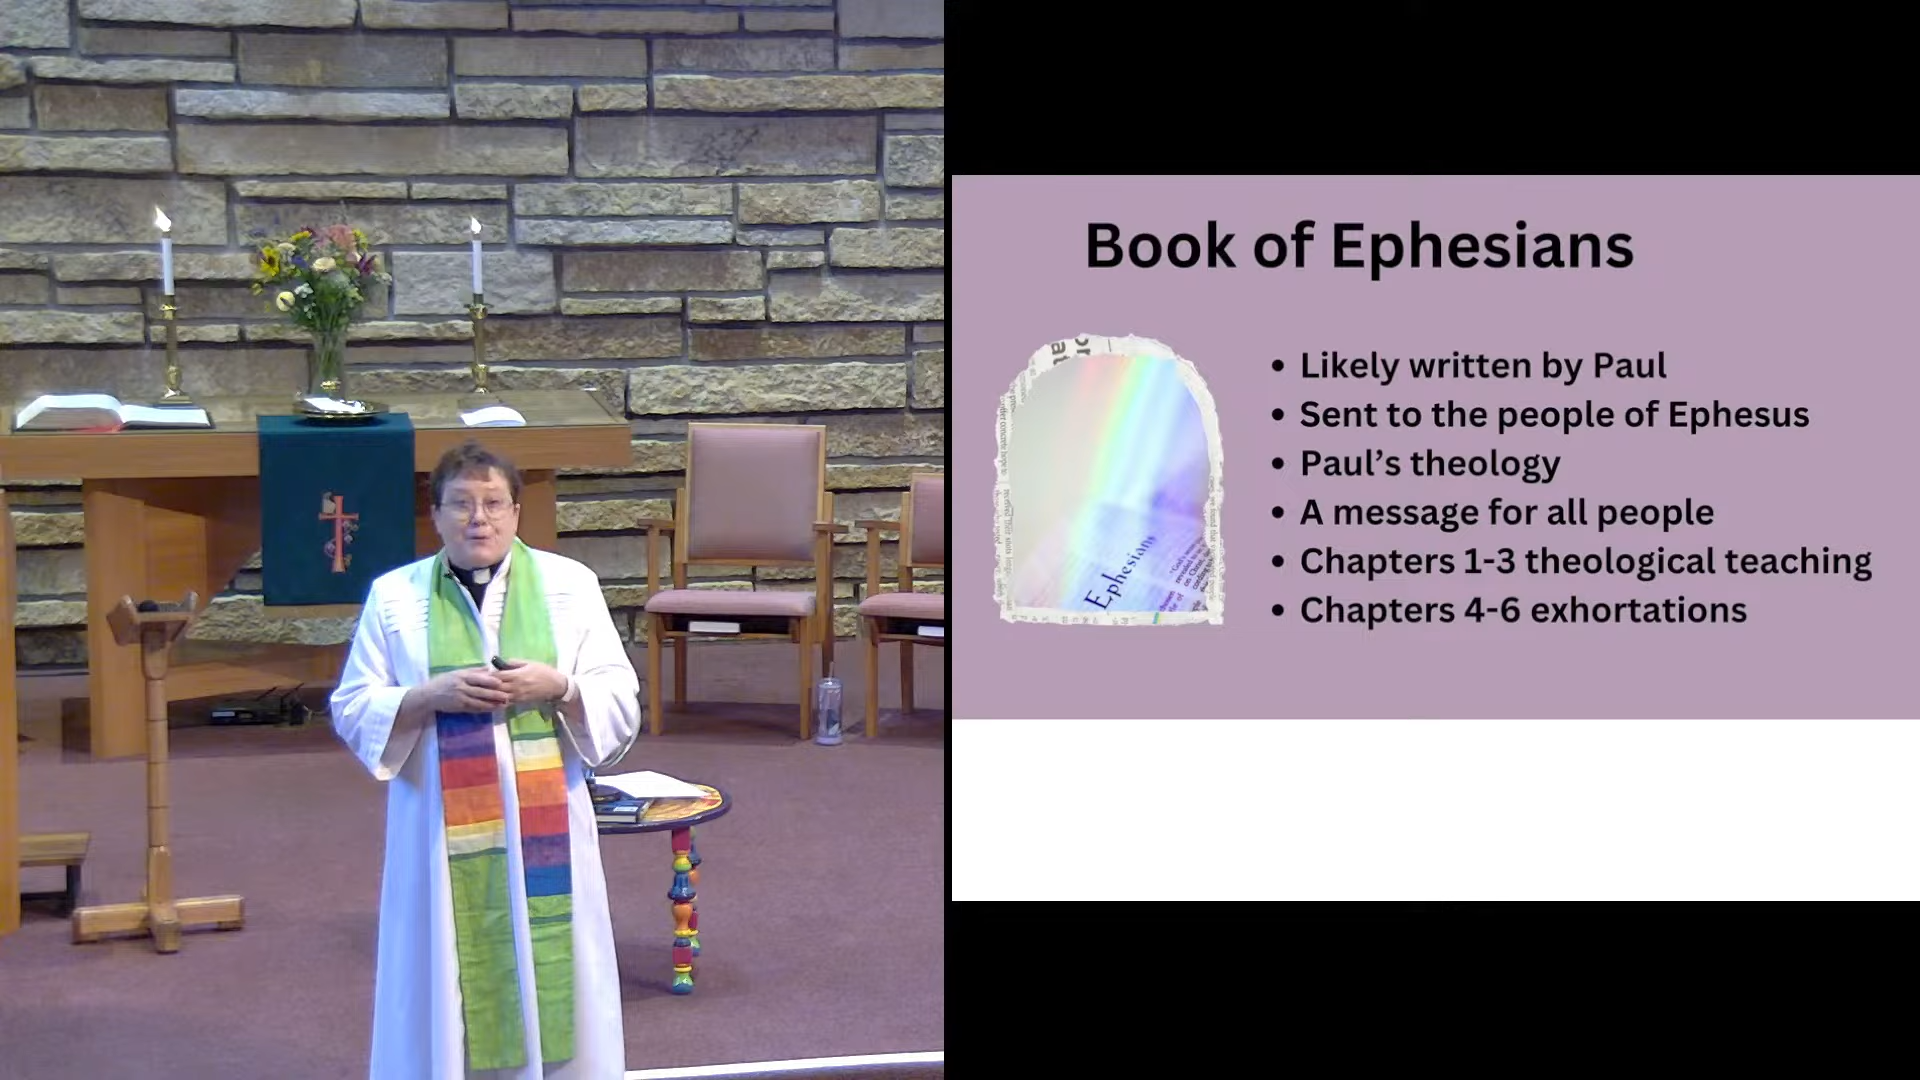 Book of Ephesians
• Likely written by Paul
• Sent to the people of Ephesus
• Paul’s theology
• A message for all people
• Chapters 1-3 theological teaching
• Chapters 4-6 exhortations
Ephesians